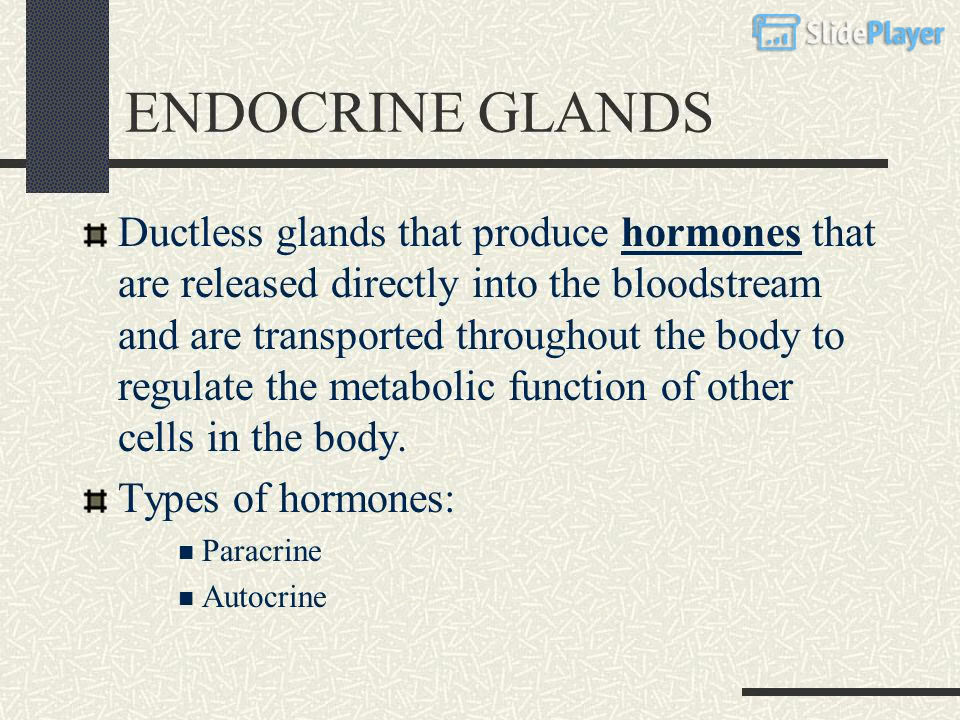 SlidePlayer
ENDOCRINE GLANDS
Ductless glands that produce hormones that
are released directly into the bloodstream
and are transported throughout the body to
regulate the metabolic function of other
cells in the body.
Types of hormones:
Paracrine
Autocrine